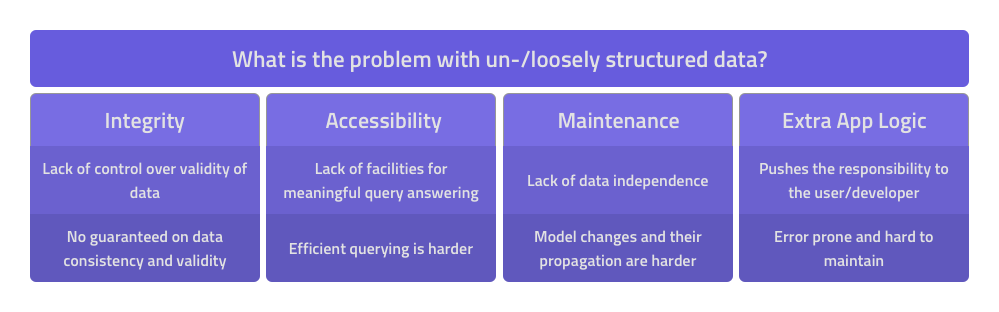 What is the problem with un-/loosely structured data?
Integrity
Lack of control over validity of
data
No guaranteed on data
consistency and validity
Accessibility
Lack of facilities for
meaningful query answering
Efficient querying is harder
Maintenance
Lack of data independence
Model changes and their
propagation are harder
Extra App Logic
Pushes the responsibility to
the user/developer
Error prone and hard to
maintain